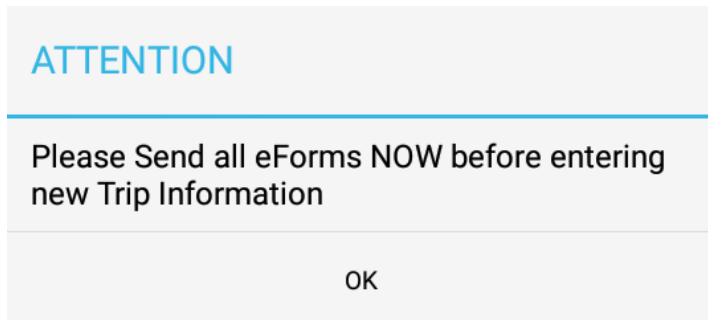 ATTENTION
Please Send all eForms NOW before entering
new Trip Information
OK